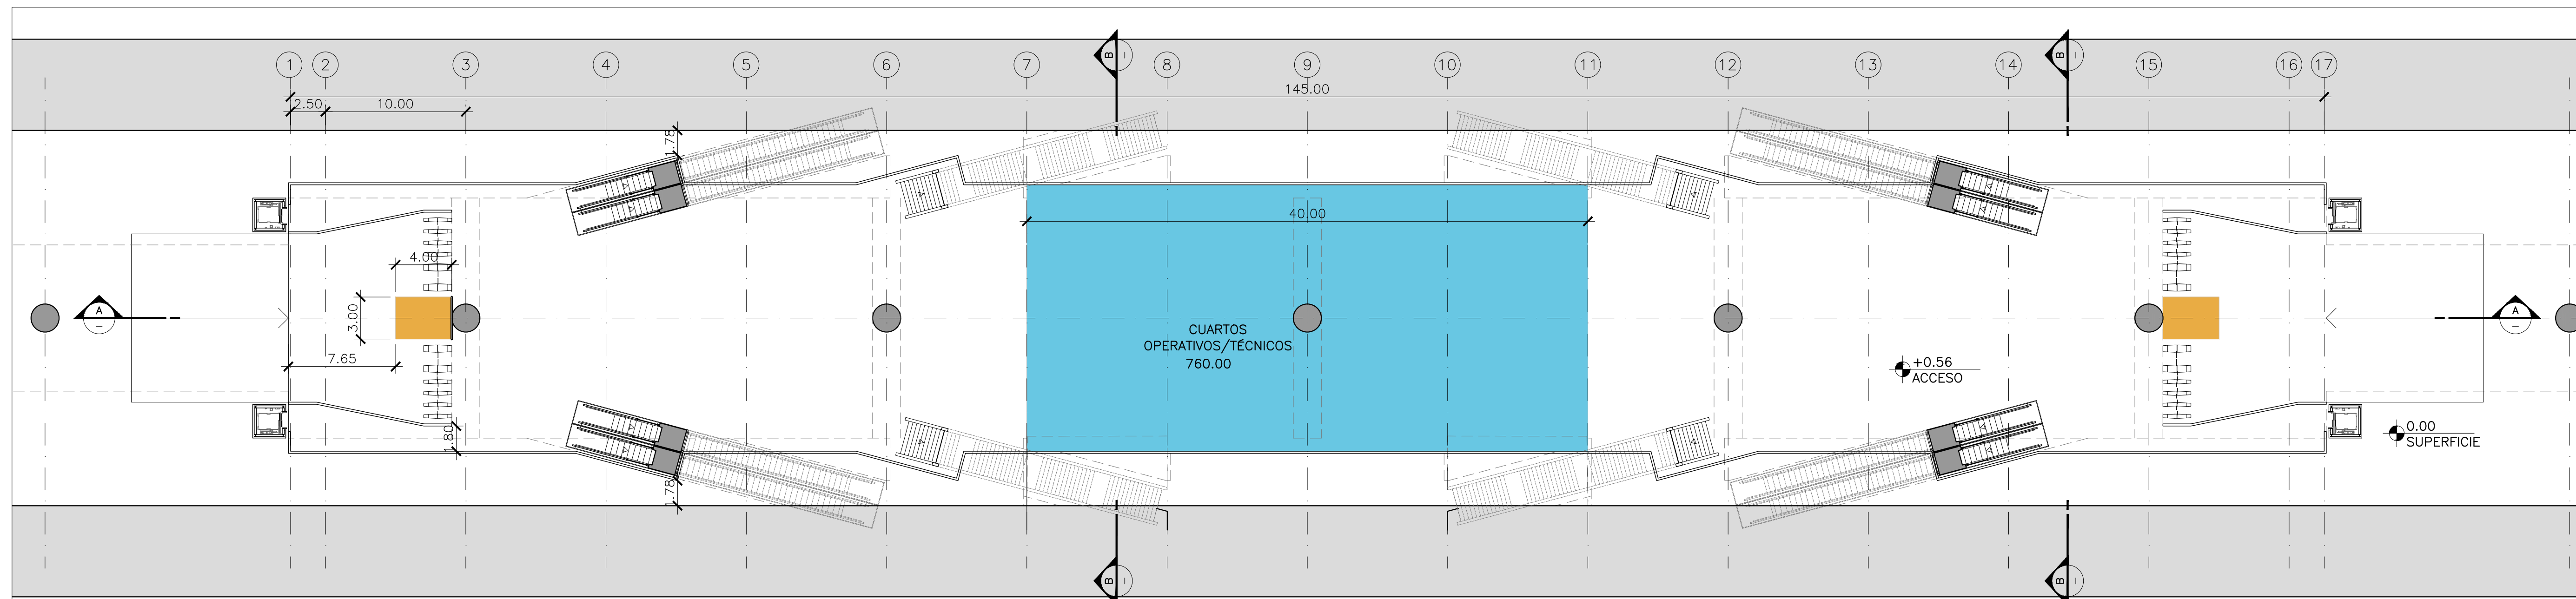 B
—
B
—
1 2 3 4 5 6 7 8 9 10 11 12 13 14 15 16 17
145.00
2.50 10.00
1.78
40.00
4.00
3.00
A
—
A
—
CUARTOS
OPERATIVOS/TÉCNICOS
760.00
7.65
+0.56
ACCESO
1.80
0.00
SUPERFICIE
1.78
B
—
B
—